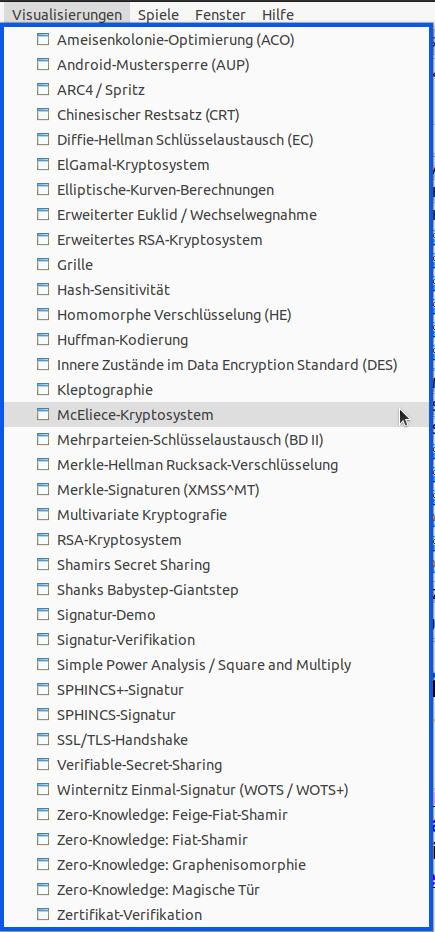 Visualisierungen Spiele Fenster Hilfe
Ameisenkolonie-Optimierung (ACO)
Android-Mustersperre (AUP)
ARC4 / Spritz
Chinesischer Restsatz (CRT)
Diffie-Hellman Schlüsselaustausch (EC)
ElGamal-Kryptosystem
Elliptische-Kurven-Berechnungen
Erweiterter Euklid / Wechselwegnahme
Erweitertes RSA-Kryptosystem
Grille
Hash-Sensitivität
Homomorphe Verschlüsselung (HE)
Huffman-Kodierung
Innere Zustände im Data Encryption Standard (DES)
Kleptographie
McEliece-Kryptosystem
Mehrparteien-Schlüsselaustausch (BD II)
Merkle-Hellman Rucksack-Verschlüsselung
Merkle-Signaturen (XMSS^MT)
Multivariate Kryptografie
RSA-Kryptosystem
Shamirs Secret Sharing
Shanks Babystep-Giantstep
Signatur-Demo
Signatur-Verifikation
Simple Power Analysis / Square and Multiply
SPHINCS+-Signatur
SPHINCS-Signatur
SSL/TLS-Handshake
Verifiable-Secret-Sharing
Winternitz Einmal-Signatur (WOTS / WOTS+)
Zero-Knowledge: Feige-Fiat-Shamir
Zero-Knowledge: Fiat-Shamir
Zero-Knowledge: Graphenisomorphie
Zero-Knowledge: Magische Tür
Zertifikat-Verifikation